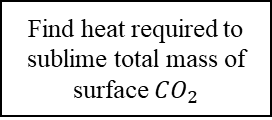 Find heat required to
sublime total mass of
surface CO₂